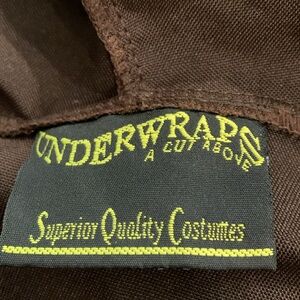 UNDERWRAPS
A CUT ABOVE
Superior Quality Costumes